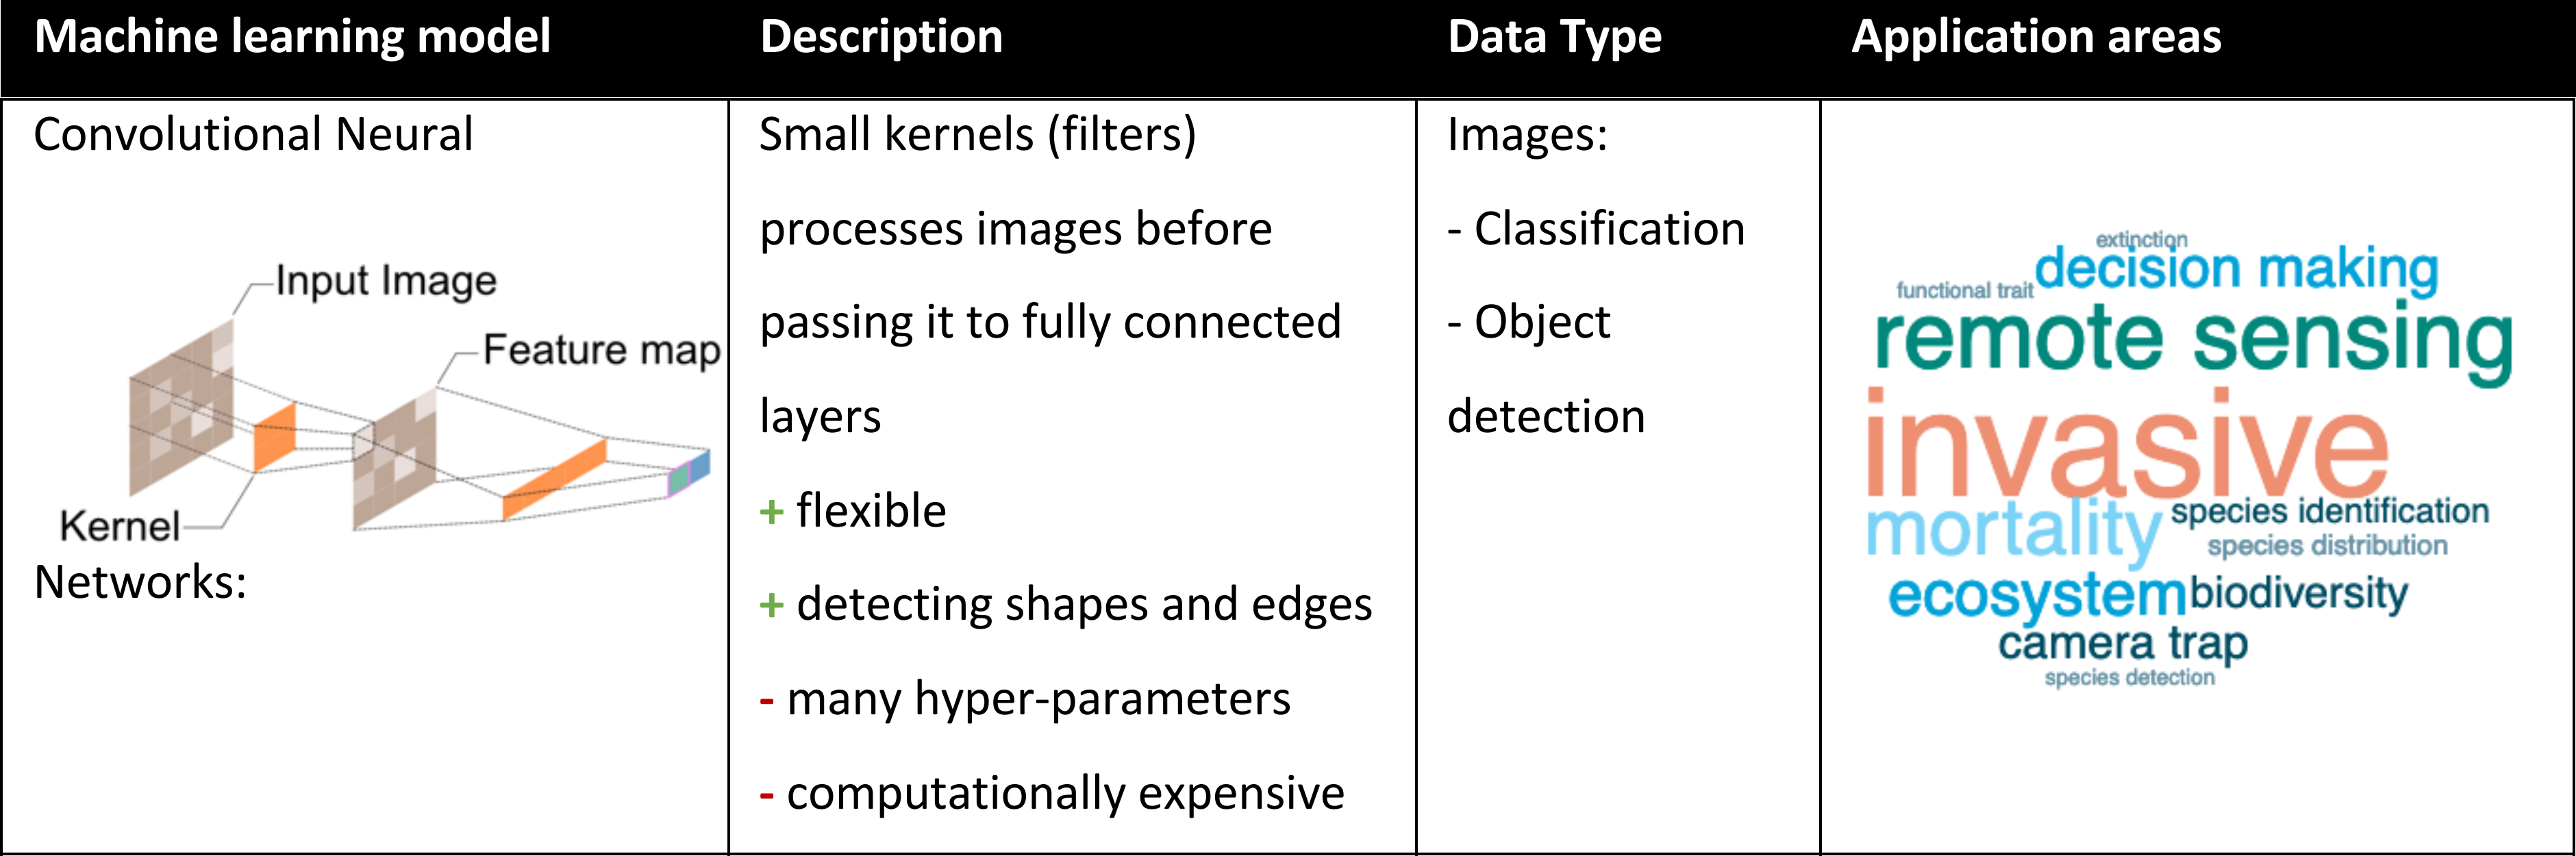 Machine learning model
Description
Data Type
Application areas
Convolutional Neural
Input Image
Feature map
Kernel
Networks:
Small kernels (filters)
processes images before
passing it to fully connected
layers
+ flexible
+ detecting shapes and edges
- many hyper-parameters
- computationally expensive
Images:
- Classification
- Object
detection
extinction
decision making
functional trait
remote sensing
invasive
mortality
species identification
species distribution
ecosystem
biodiversity
camera trap
species detection